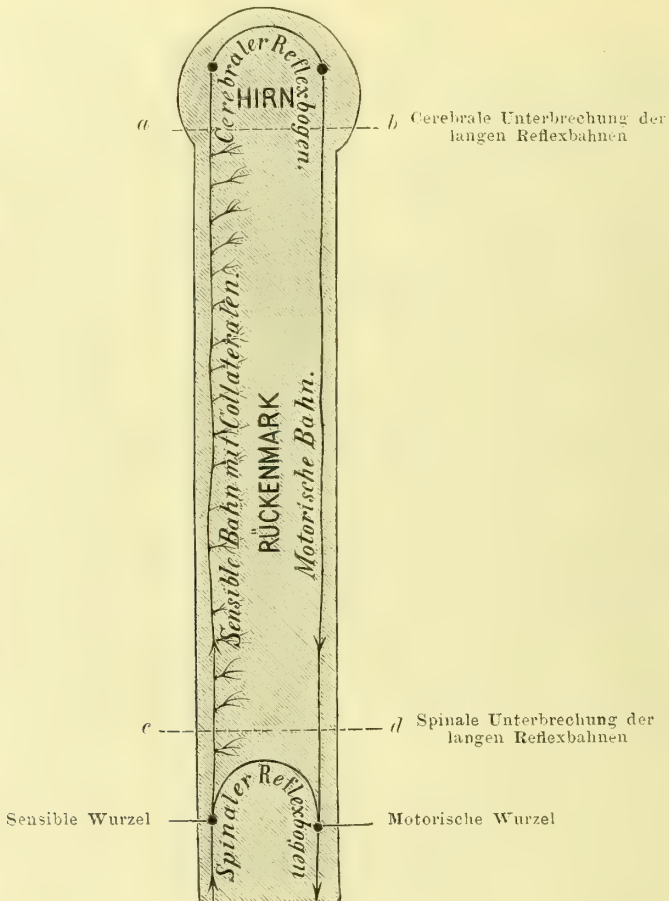 Cerebraler Reflexbogen.
HIRN
a
b Cerebrale Unterbrechung der
langen Reflexbahnen
Sensible Bahn mit Collateralen.
RÜCKENMARK
Motorische Bahn.
c
d Spinale Unterbrechung der
langen Reflexbahnen
Spinaler Reflexbogen
Sensible Wurzel
Motorische Wurzel